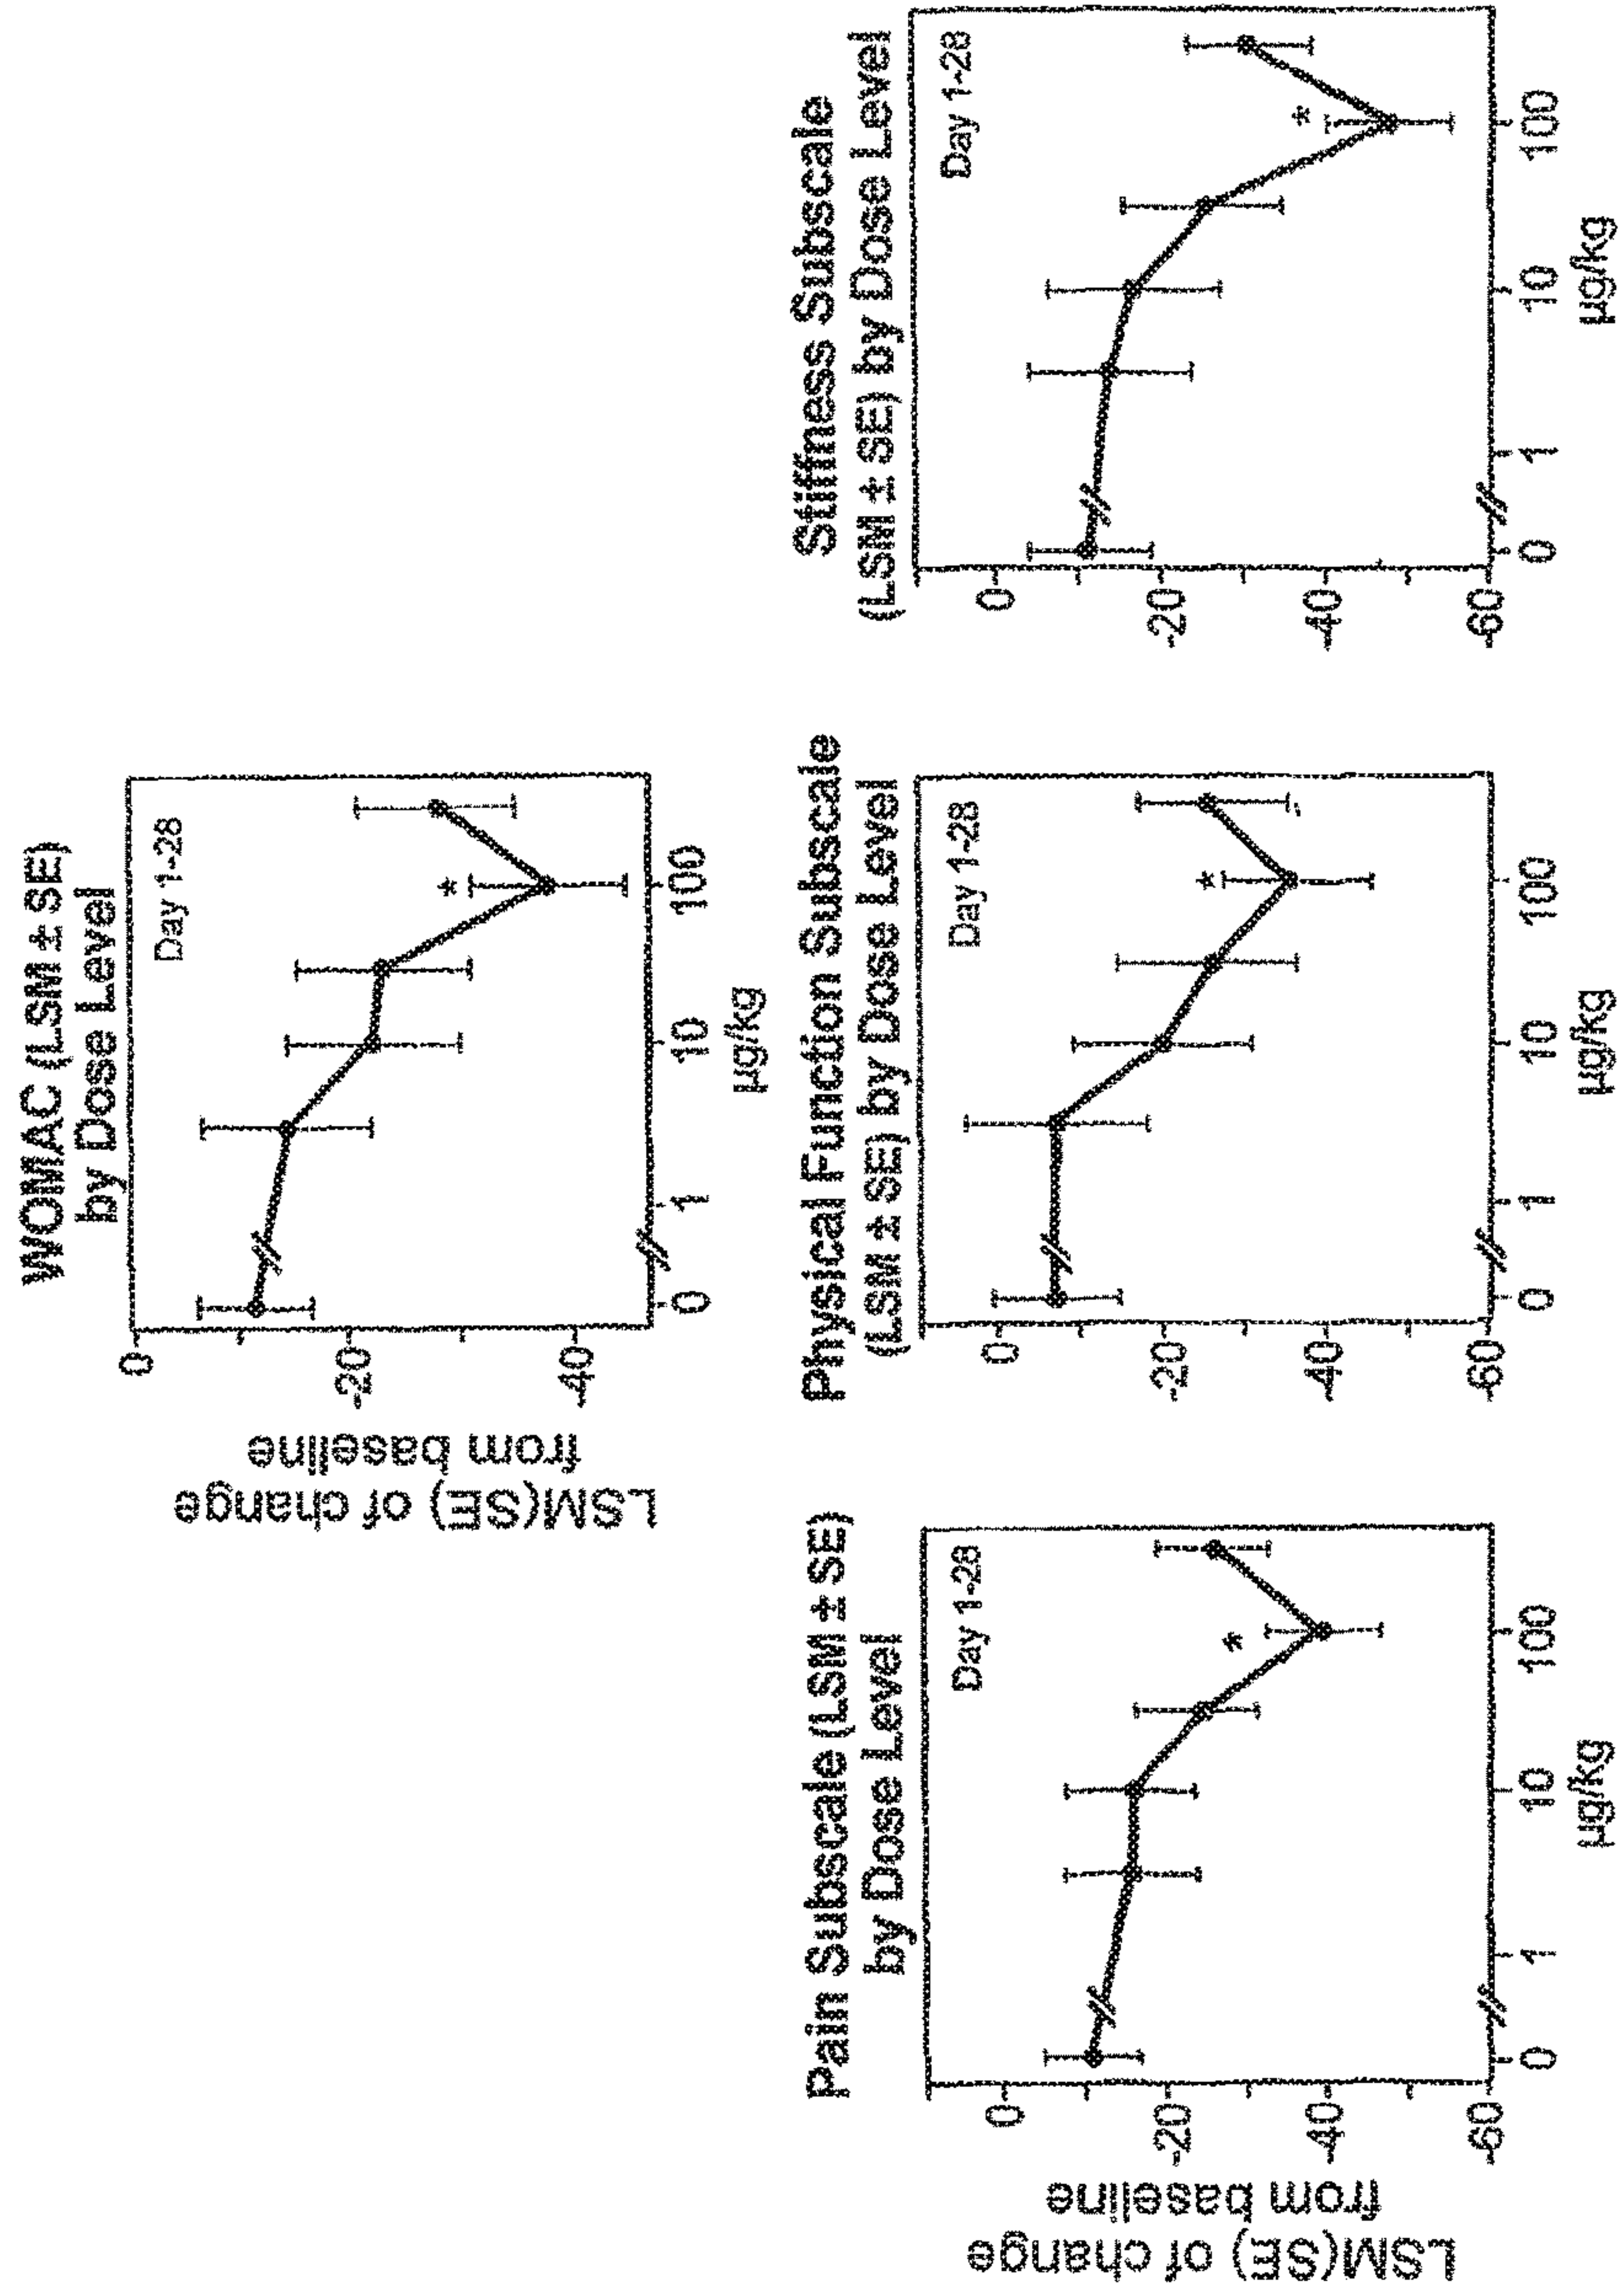 WOMAC (LSM ± SE)
by Dose Level
Day 1-28
LSM(SE) of change
from baseline
0
-20
-40
0 1 10 100
µg/kg
*
Pain Subscale (LSM ± SE)
by Dose Level
Day 1-28
LSM(SE) of change
from baseline
0
-20
-40
-60
0 1 10 100
µg/kg
*
Physical Function Subscale
(LSM ± SE) by Dose Level
Day 1-28
0
-20
-40
-60
0 1 10 100
µg/kg
*
Stiffness Subscale
(LSM ± SE) by Dose Level
Day 1-28
0
-20
-40
-60
0 1 10 100
µg/kg
*